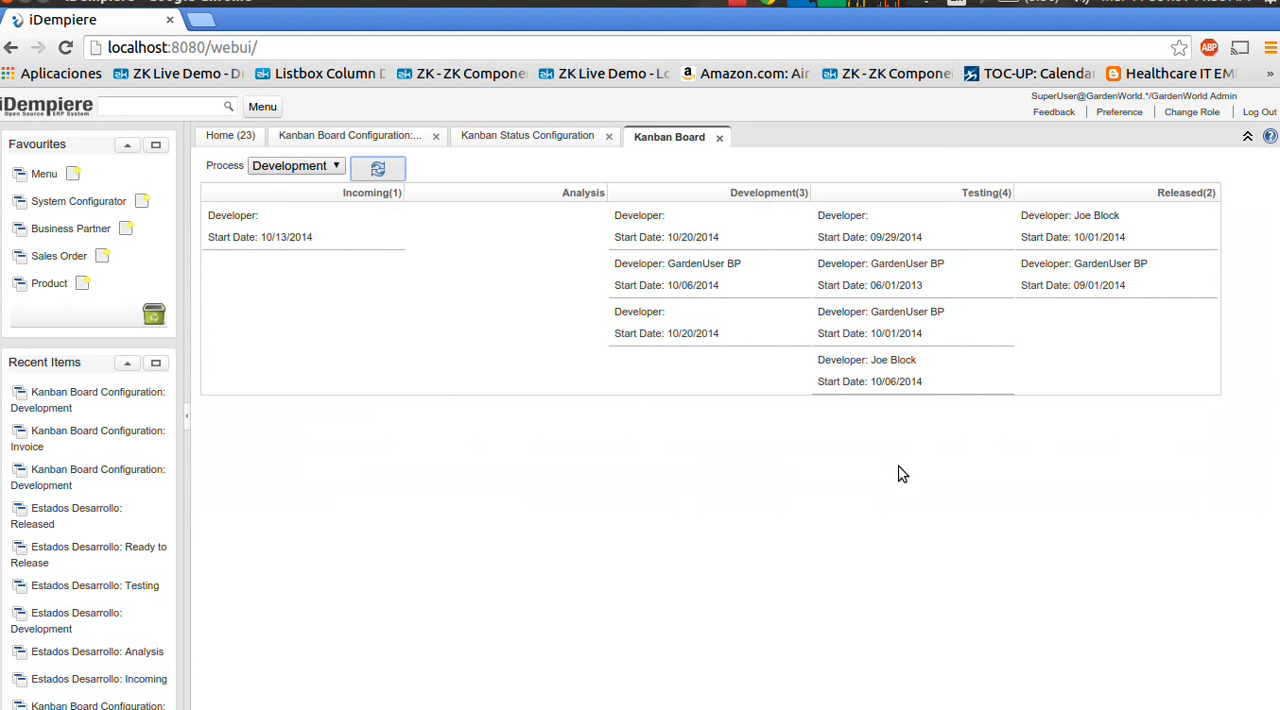 iDempiere
localhost:8080/webui/
ABP
Aplicaciones
ZK Live Demo - D
Listbox Column
ZK - ZK Compone
ZK Live Demo - Lo
Amazon.com: Air
ZK - ZK Compone
TOC-UP: Calenda
Healthcare IT EM
»
iDempiere
Open Source ERP System
Menu
SuperUser@GardenWorld.*/GardenWorld Admin
Feedback Preference Change Role Log Out
Favourites
Menu
System Configurator
Business Partner
Sales Order
Product
Recent Items
Kanban Board Configuration:
Development
Kanban Board Configuration:
Invoice
Kanban Board Configuration:
Development
Estados Desarrollo:
Released
Estados Desarrollo: Ready to
Release
Estados Desarrollo: Testing
Estados Desarrollo:
Development
Estados Desarrollo: Analysis
Estados Desarrollo: Incoming
Kanban Board Configuration:
Home (23)
Kanban Board Configuration:...
Kanban Status Configuration
Kanban Board
Process Development
Incoming(1)
Developer:
Start Date: 10/13/2014
Analysis
Development(3)
Developer:
Start Date: 10/20/2014
Developer: GardenUser BP
Start Date: 10/06/2014
Developer:
Start Date: 10/20/2014
Testing(4)
Developer:
Start Date: 09/29/2014
Developer: GardenUser BP
Start Date: 06/01/2013
Developer: GardenUser BP
Start Date: 10/01/2014
Developer: Joe Block
Start Date: 10/06/2014
Released(2)
Developer: Joe Block
Start Date: 10/01/2014
Developer: GardenUser BP
Start Date: 09/01/2014